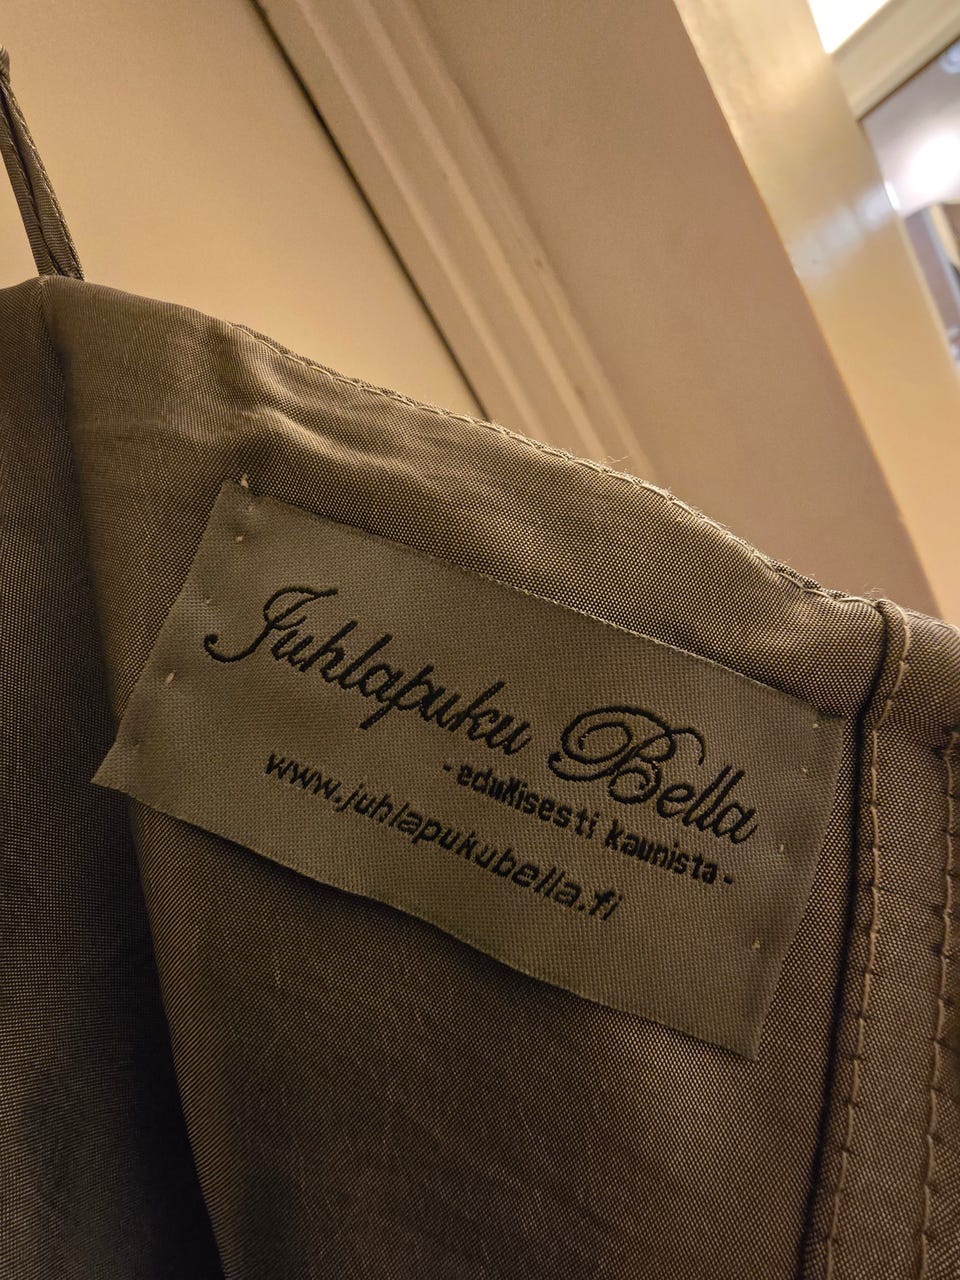 Juhlapuku Bella
- edullisesti kaunista -
www.juhlapukubella.fi